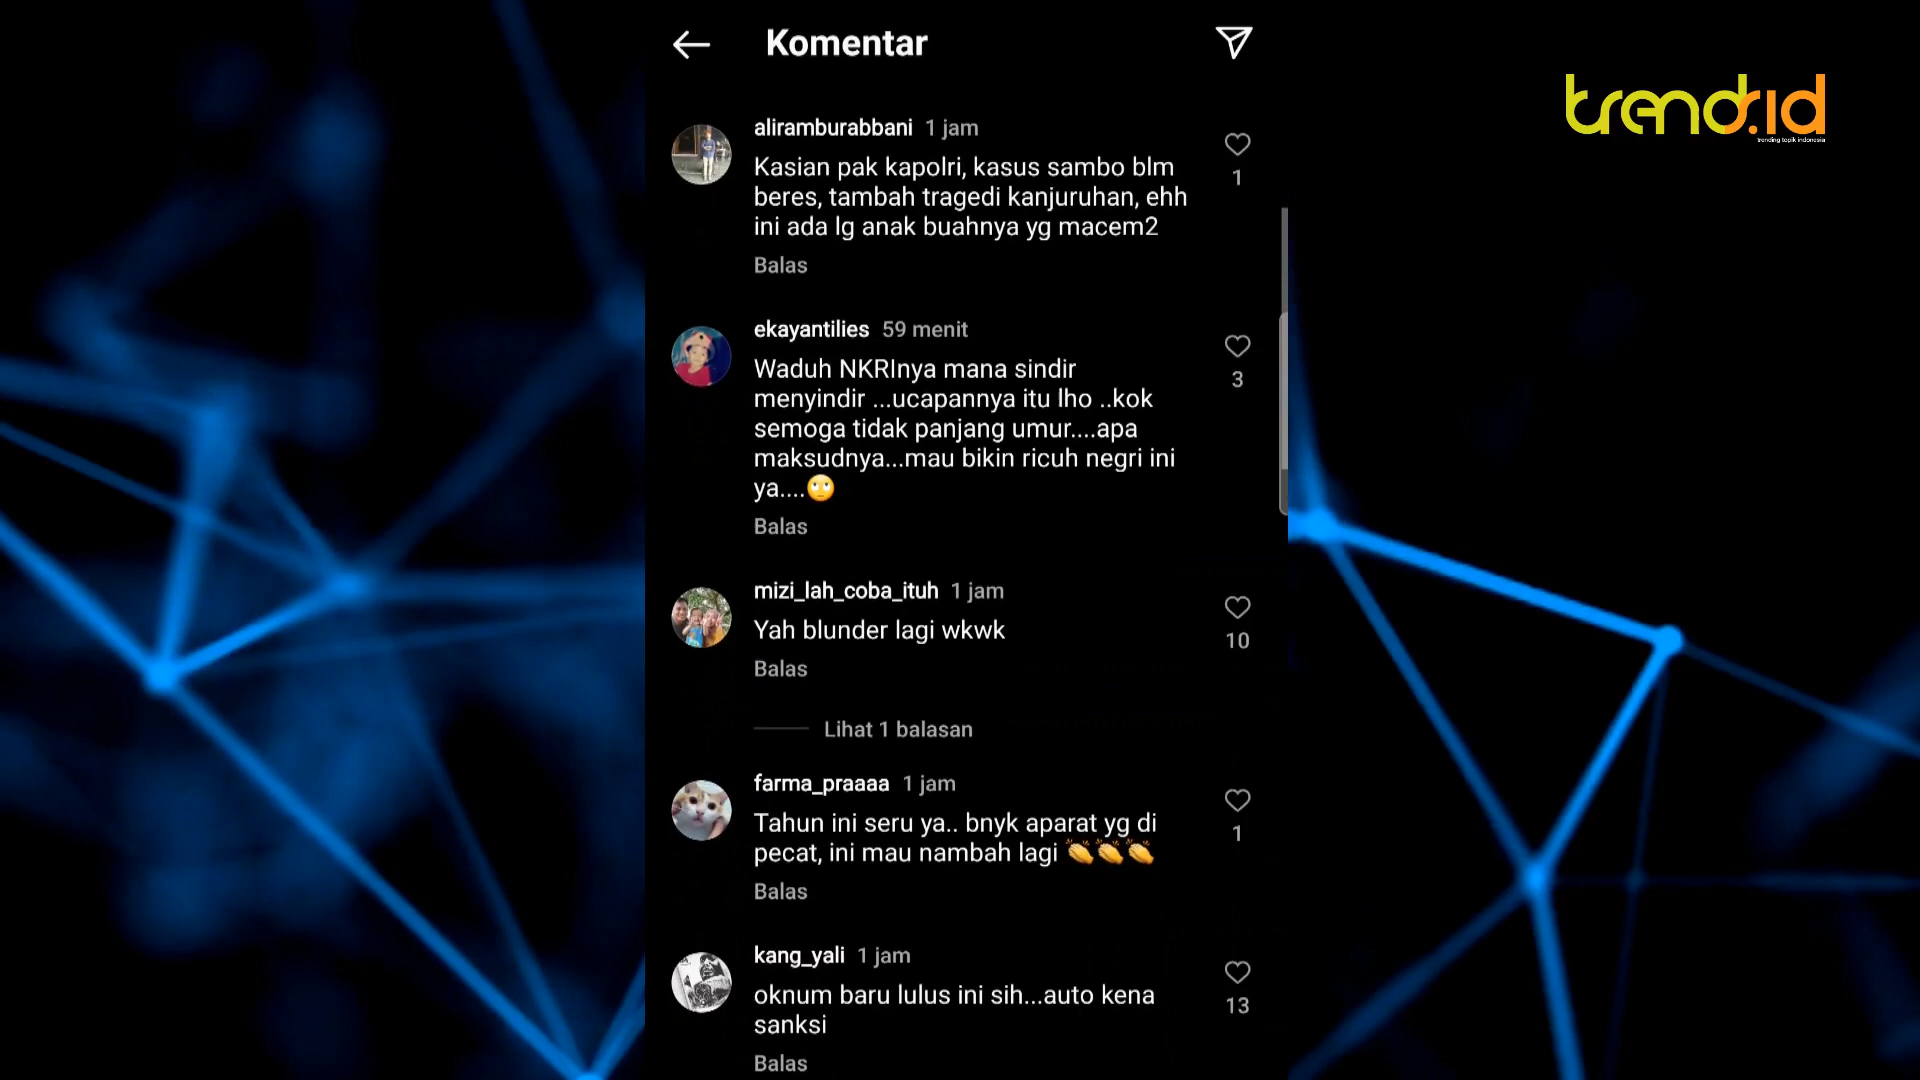 Komentar
trends.id
trending topik indonesia
aliramburabbani 1 jam
Kasian pak kapolri, kasus sambo blm
beres, tambah tragedi kanjuruhan, ehh
ini ada lg anak buahnya yg macem2
1
Balas
ekayantilies 59 menit
Waduh NKRInya mana sindir
menyindir ...ucapannya itu lho ..kok
semoga tidak panjang umur....apa
maksudnya...mau bikin ricuh negri ini
ya....🙄
3
Balas
mizi_lah_coba_ituh 1 jam
Yah blunder lagi wkwk
10
Balas
Lihat 1 balasan
farma_praaaa 1 jam
Tahun ini seru ya.. bnyk aparat yg di
pecat, ini mau nambah lagi 👏👏👏
1
Balas
kang_yali 1 jam
oknum baru lulus ini sih...auto kena
sanksi
13
Balas